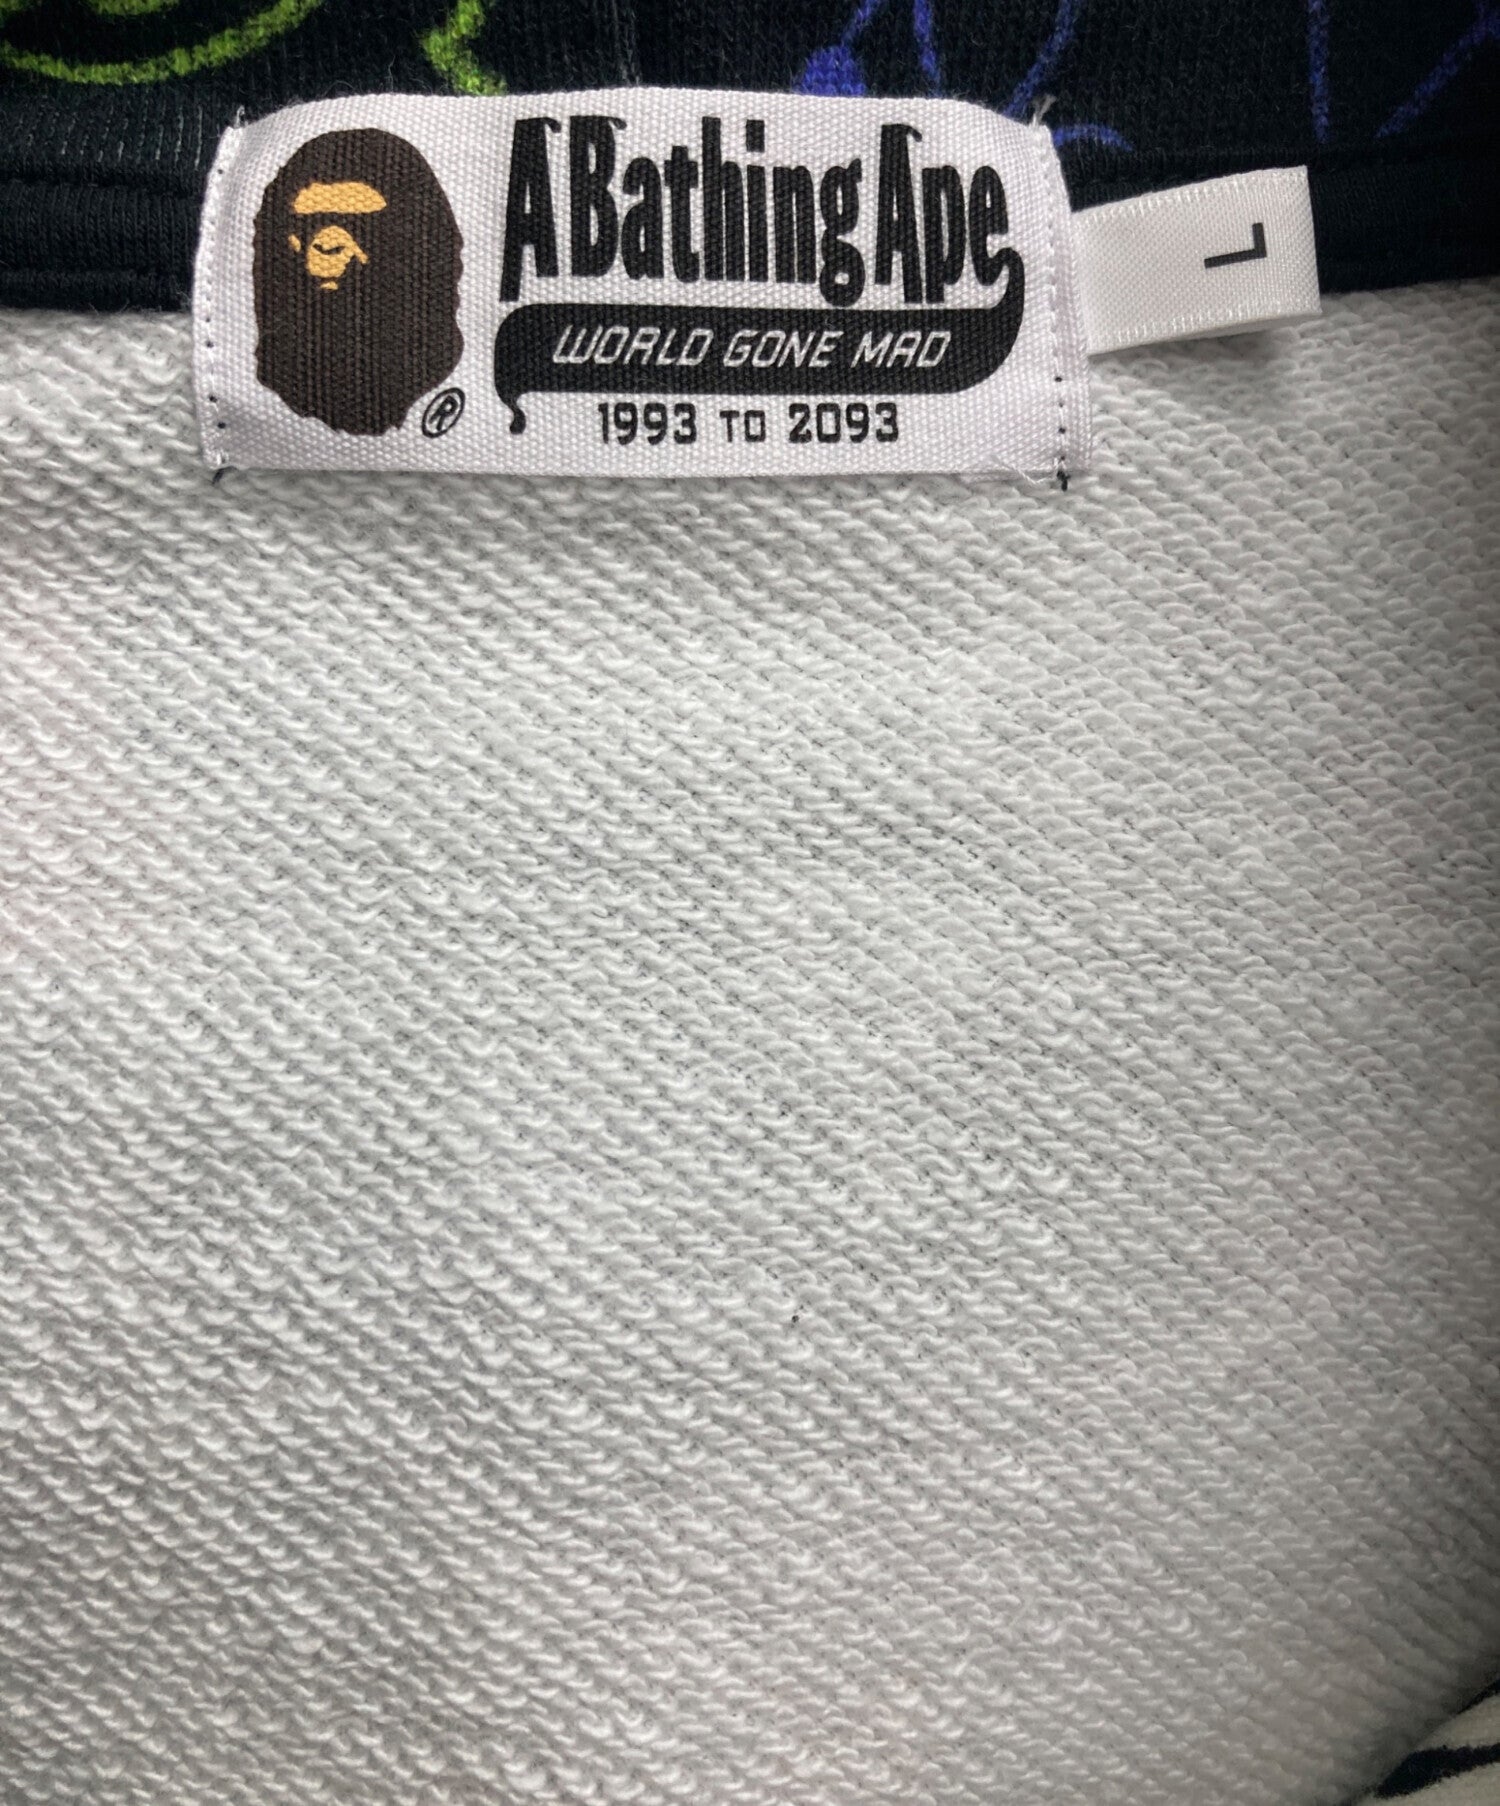 A Bathing Ape
WORLD GONE MAD
®
1993 TO 2093
L